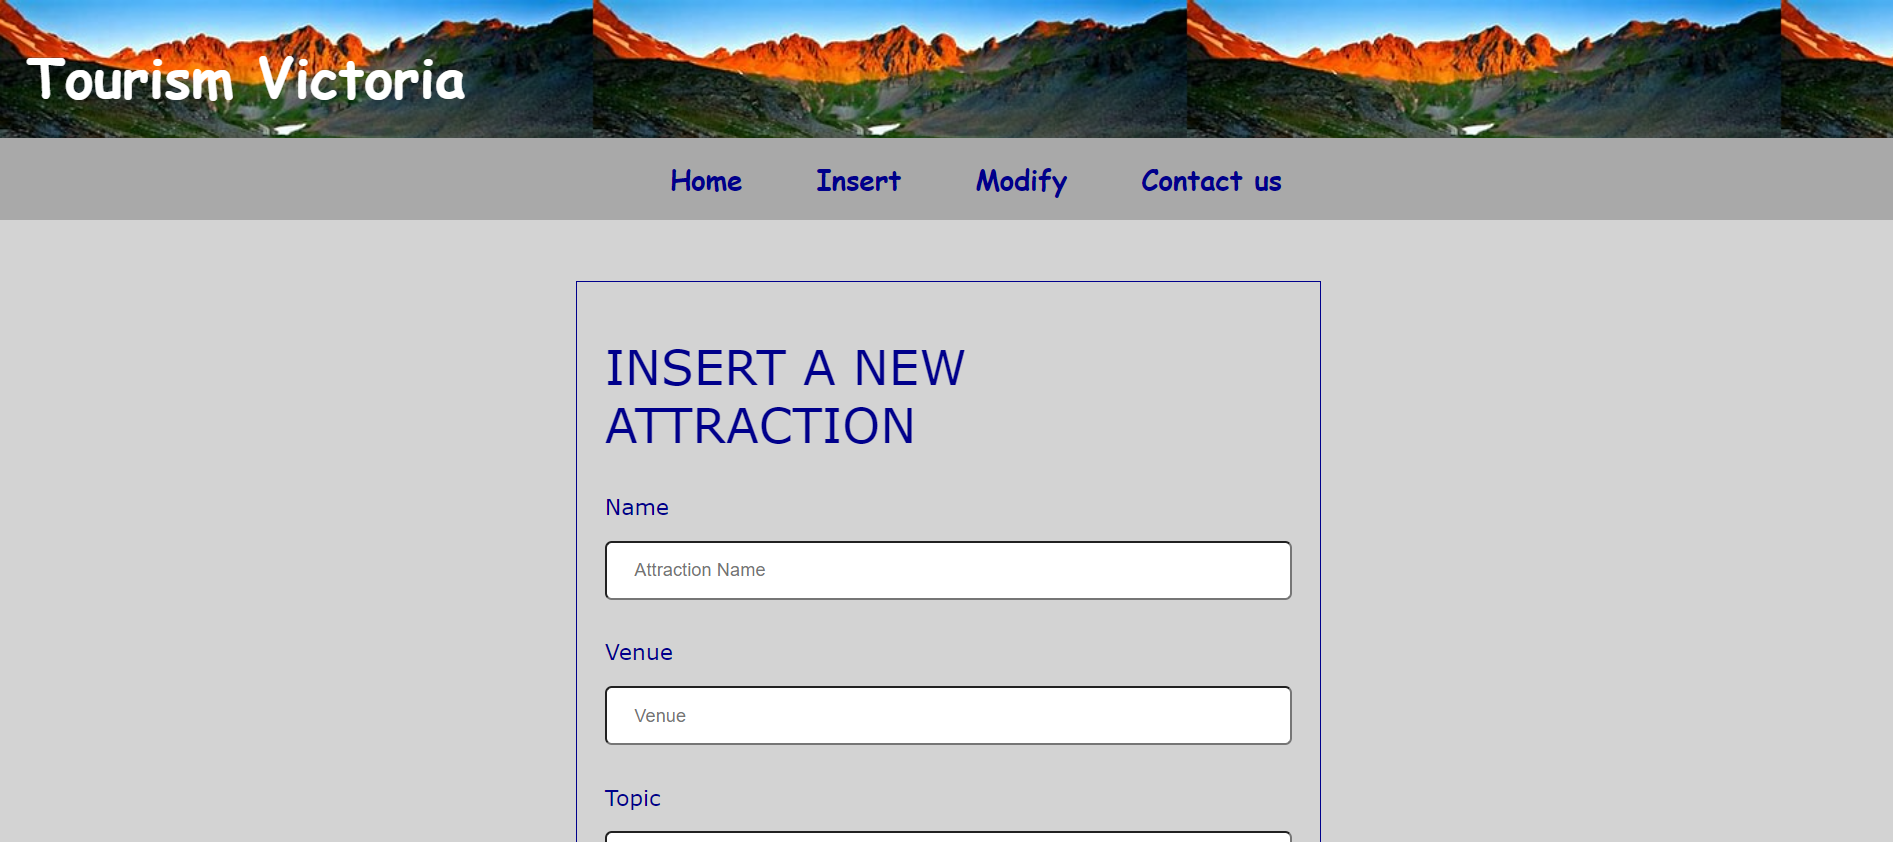 Tourism Victoria
Home Insert Modify Contact us
INSERT A NEW
ATTRACTION
Name
Attraction Name
Venue
Venue
Topic